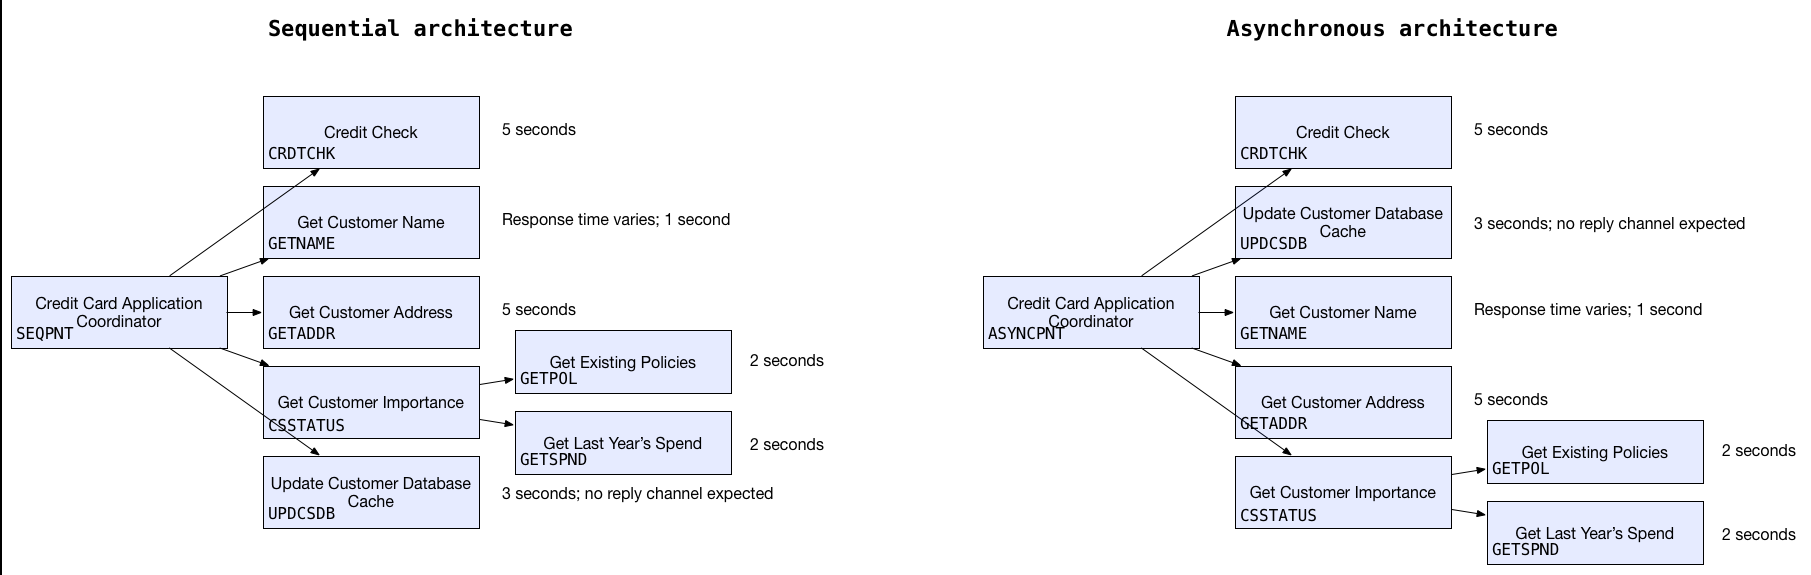 Sequential architecture
Credit Check
CRDTCHK
5 seconds
Get Customer Name
GETNAME
Response time varies; 1 second
Credit Card Application
Coordinator
SEQPNT
Get Customer Address
GETADDR
5 seconds
Get Customer Importance
CSSTATUS
Get Existing Policies
GETPOL
2 seconds
Get Last Year’s Spend
GETSPND
2 seconds
Update Customer Database
Cache
UPDCSDB
3 seconds; no reply channel expected
Asynchronous architecture
Credit Check
CRDTCHK
5 seconds
Update Customer Database
Cache
UPDCSDB
3 seconds; no reply channel expected
Credit Card Application
Coordinator
ASYNCPNT
Get Customer Name
GETNAME
Response time varies; 1 second
Get Customer Address
GETADDR
5 seconds
Get Customer Importance
CSSTATUS
Get Existing Policies
GETPOL
2 seconds
Get Last Year’s Spend
GETSPND
2 seconds